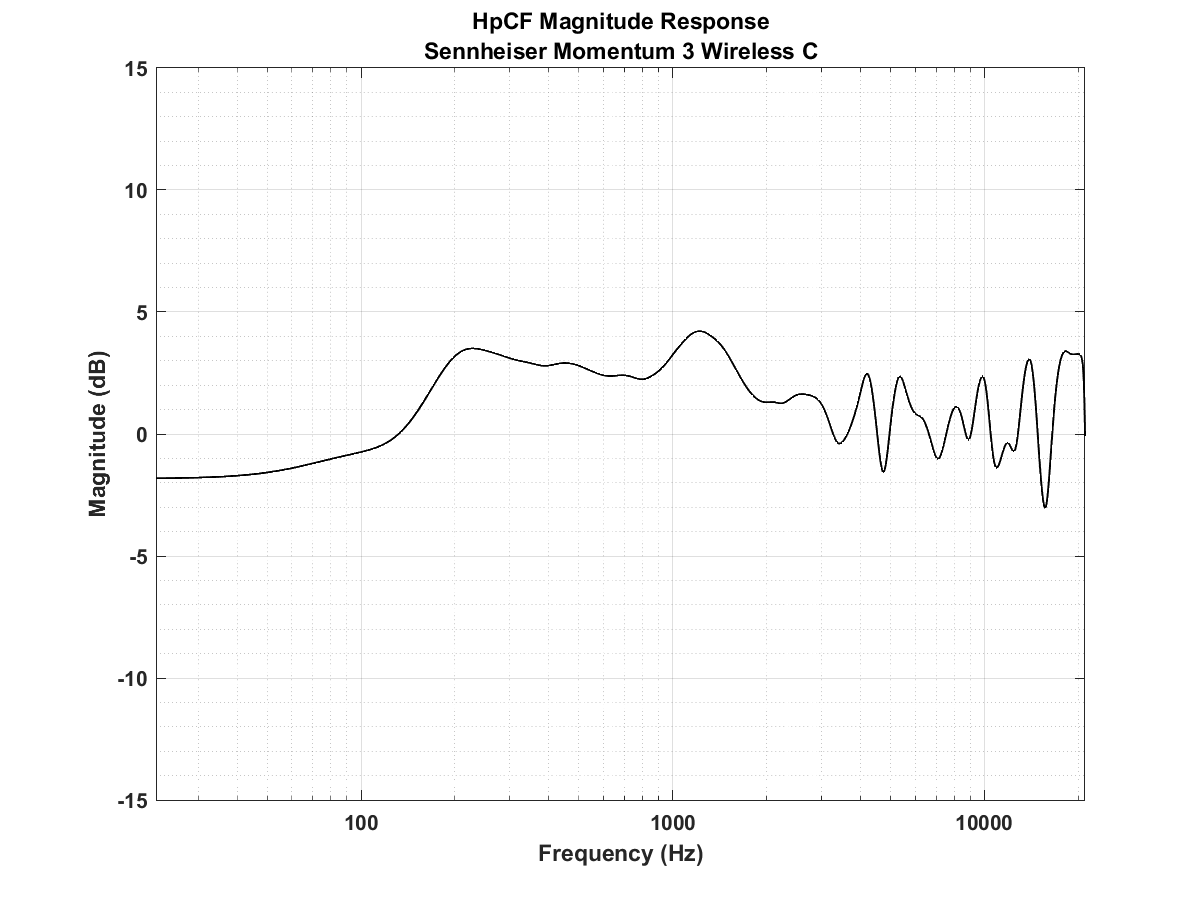 HpCF Magnitude Response
Sennheiser Momentum 3 Wireless C
15
10
5
0
-5
-10
-15
Magnitude (dB)
100
1000
10000
Frequency (Hz)